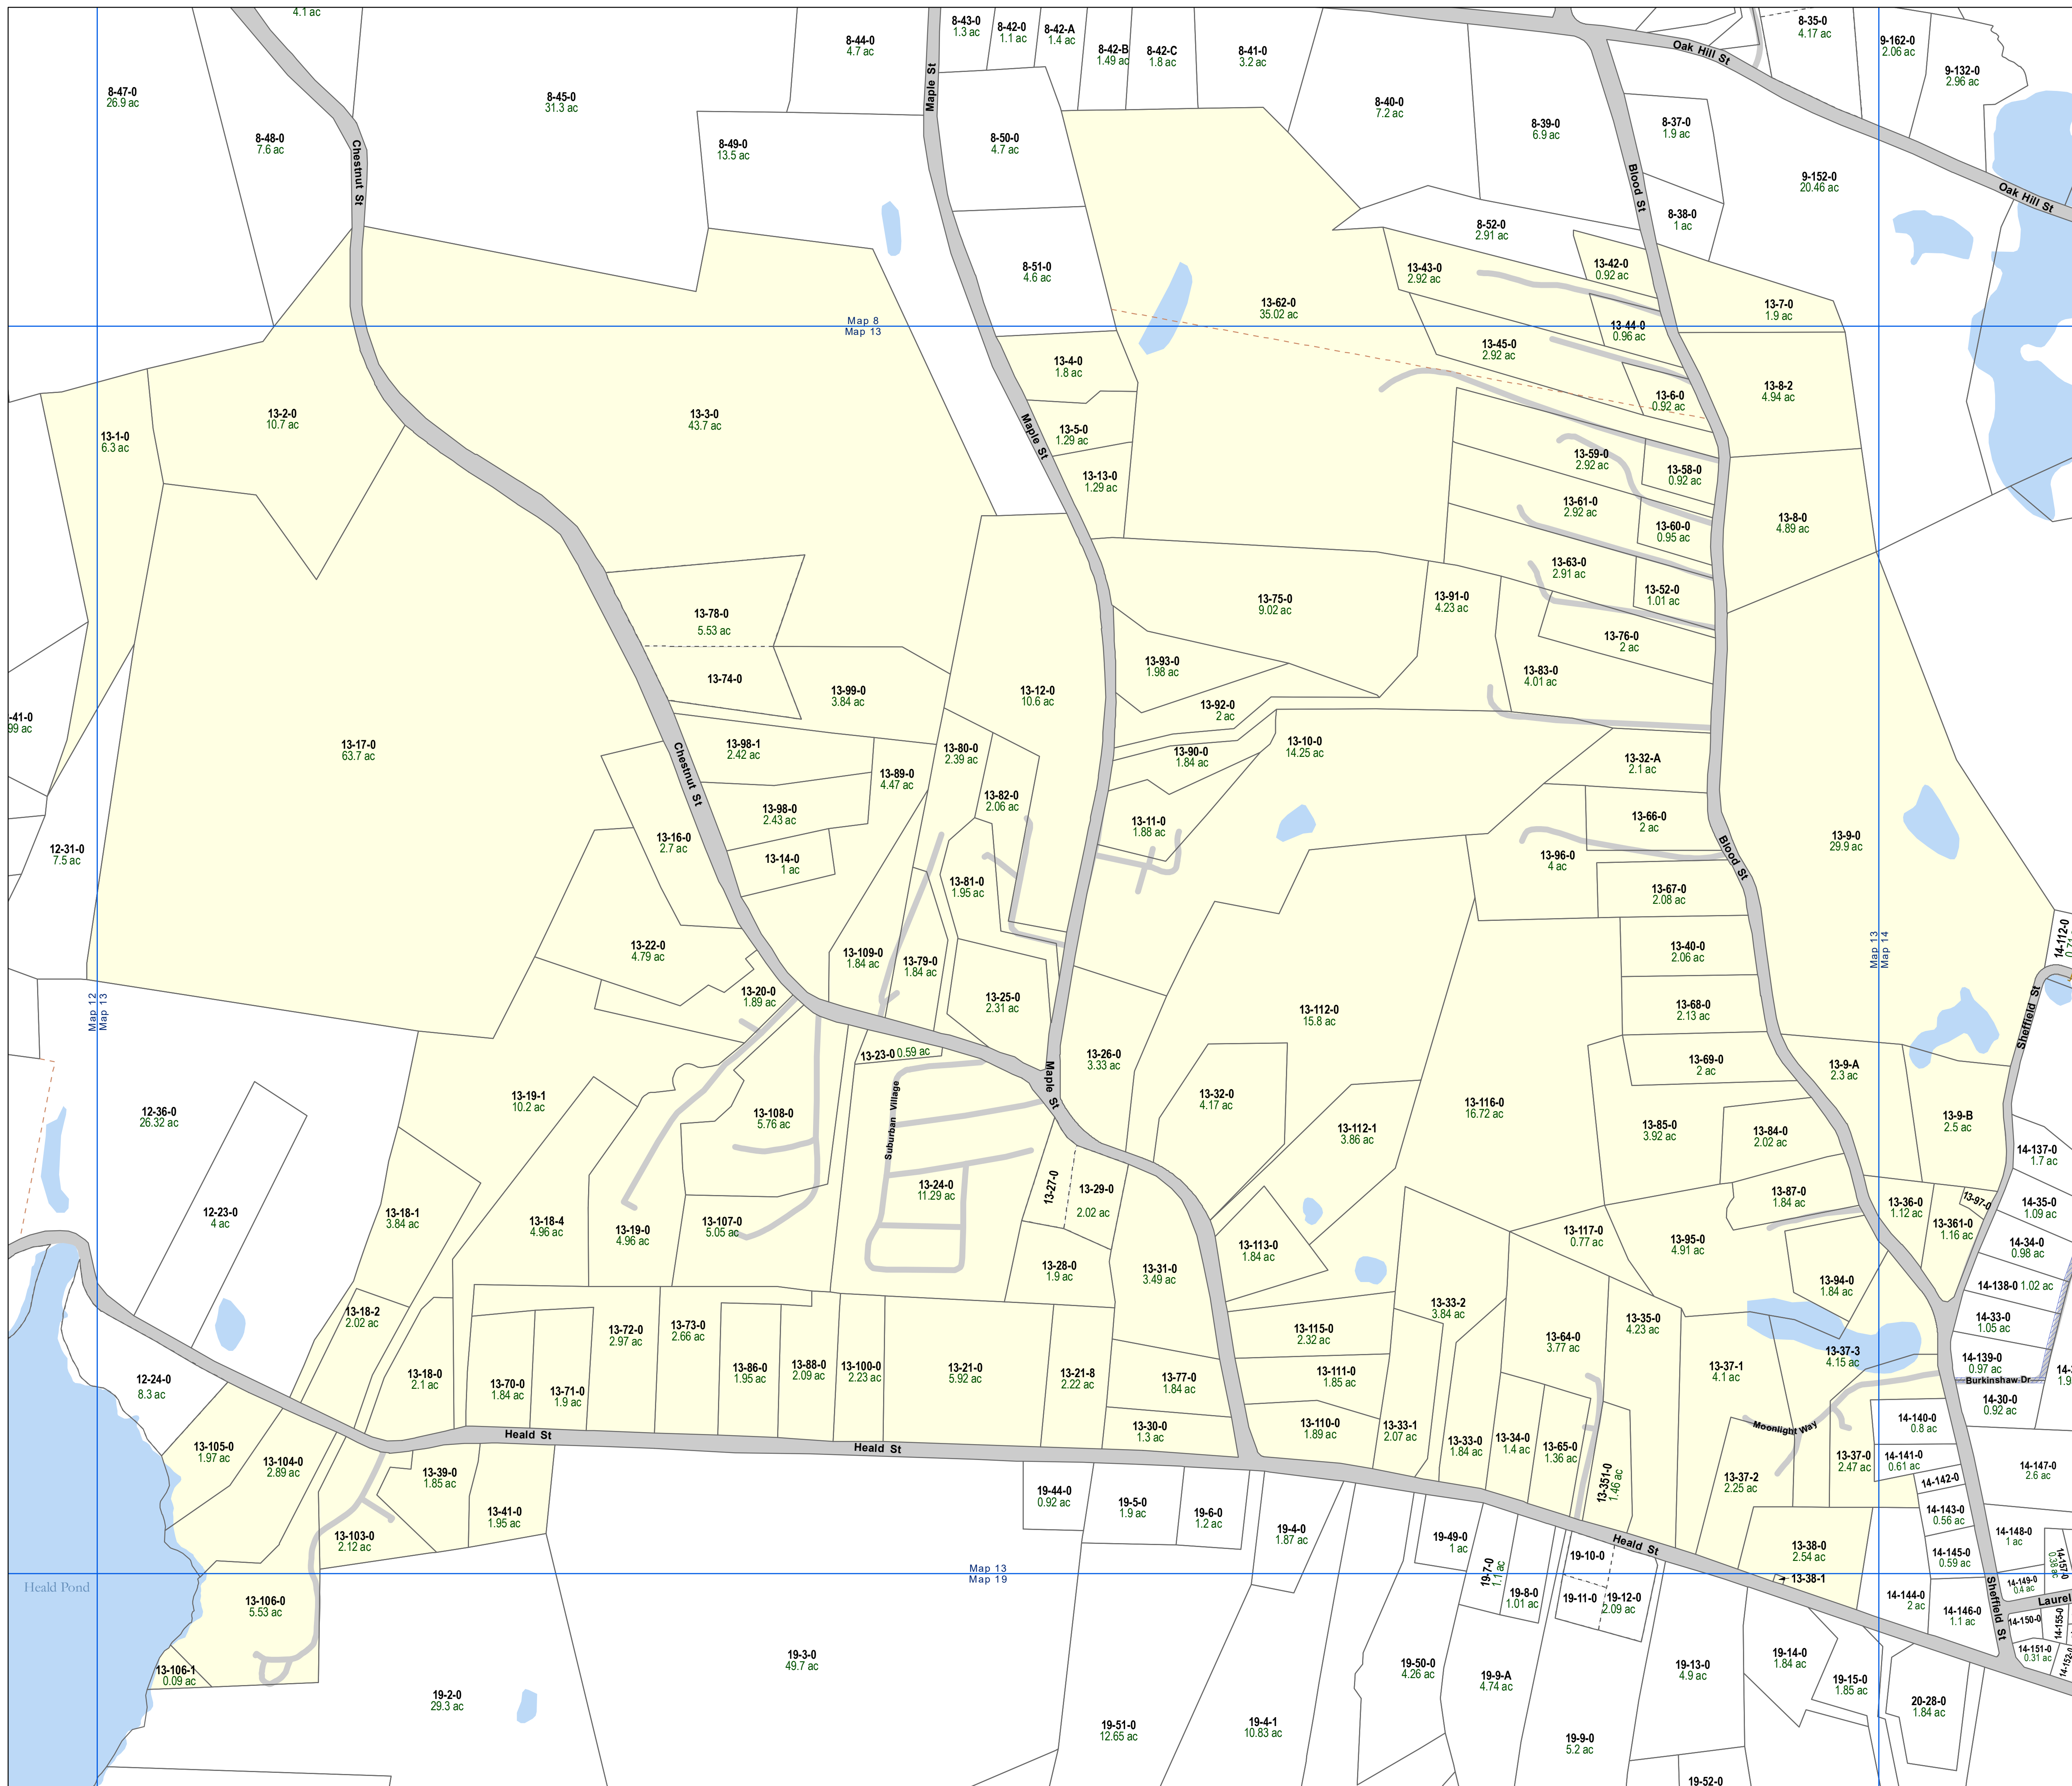 4.1 ac
8-47-0
26.9 ac
8-48-0
7.6 ac
8-45-0
31.3 ac
8-44-0
4.7 ac
8-49-0
13.5 ac
Maple St
8-43-0
1.3 ac
8-42-0
1.1 ac
8-42-A
1.4 ac
8-42-B
1.49 ac
8-42-C
1.8 ac
8-41-0
3.2 ac
8-50-0
4.7 ac
8-51-0
4.6 ac
8-40-0
7.2 ac
8-39-0
6.9 ac
8-37-0
1.9 ac
8-38-0
1 ac
8-52-0
2.91 ac
Oak Hill St
8-35-0
4.17 ac
9-162-0
2.06 ac
9-132-0
2.96 ac
9-152-0
20.46 ac
Oak Hill St
Chestnut St
Blood St
Map 8
Map 13
13-1-0
6.3 ac
13-2-0
10.7 ac
13-3-0
43.7 ac
13-4-0
1.8 ac
13-5-0
1.29 ac
13-13-0
1.29 ac
Maple St
13-62-0
35.02 ac
13-43-0
2.92 ac
13-42-0
0.92 ac
13-44-0
0.96 ac
13-45-0
2.92 ac
13-6-0
0.92 ac
13-7-0
1.9 ac
13-8-2
4.94 ac
13-59-0
2.92 ac
13-58-0
0.92 ac
13-61-0
2.92 ac
13-60-0
0.95 ac
13-8-0
4.89 ac
13-63-0
2.91 ac
13-52-0
1.01 ac
13-76-0
2 ac
13-83-0
4.01 ac
13-78-0
5.53 ac
13-74-0
13-99-0
3.84 ac
13-12-0
10.6 ac
13-75-0
9.02 ac
13-91-0
4.23 ac
13-93-0
1.98 ac
13-92-0
2 ac
13-90-0
1.84 ac
13-10-0
14.25 ac
13-11-0
1.88 ac
-41-0
99 ac
13-17-0
63.7 ac
Chestnut St
13-98-1
2.42 ac
13-98-0
2.43 ac
13-89-0
4.47 ac
13-80-0
2.39 ac
13-82-0
2.06 ac
13-16-0
2.7 ac
13-14-0
1 ac
13-81-0
1.95 ac
12-31-0
7.5 ac
13-32-A
2.1 ac
13-66-0
2 ac
13-96-0
4 ac
13-67-0
2.08 ac
Blood St
13-9-0
29.9 ac
13-22-0
4.79 ac
13-20-0
1.89 ac
13-109-0
1.84 ac
13-79-0
1.84 ac
13-25-0
2.31 ac
13-40-0
2.06 ac
13-68-0
2.13 ac
Map 13
Map 14
14-112-0
Sheffield St
Map 12
Map 13
13-23-0 0.59 ac
13-26-0
3.33 ac
Maple St
13-112-0
15.8 ac
13-32-0
4.17 ac
13-112-1
3.86 ac
13-116-0
16.72 ac
13-69-0
2 ac
13-9-A
2.3 ac
13-9-B
2.5 ac
13-85-0
3.92 ac
13-84-0
2.02 ac
12-36-0
26.32 ac
12-23-0
4 ac
13-19-1
10.2 ac
13-108-0
5.76 ac
Suburban Village
13-24-0
11.29 ac
13-27-0
13-29-0
2.02 ac
13-18-1
3.84 ac
13-18-4
4.96 ac
13-19-0
4.96 ac
13-107-0
5.05 ac
13-28-0
1.9 ac
13-31-0
3.49 ac
13-113-0
1.84 ac
13-117-0
0.77 ac
13-95-0
4.91 ac
13-87-0
1.84 ac
13-94-0
1.84 ac
13-36-0
1.12 ac
13-97-0
13-361-0
1.16 ac
14-137-0
1.7 ac
14-35-0
1.09 ac
14-34-0
0.98 ac
14-138-0 1.02 ac
14-33-0
1.05 ac
14-139-0
0.97 ac
Burkinshaw Dr
14-30-0
0.92 ac
13-18-2
2.02 ac
13-18-0
2.1 ac
12-24-0
8.3 ac
13-70-0
1.84 ac
13-71-0
1.9 ac
13-72-0
2.97 ac
13-73-0
2.66 ac
13-86-0
1.95 ac
13-88-0
2.09 ac
13-100-0
2.23 ac
13-21-0
5.92 ac
13-21-8
2.22 ac
13-77-0
1.84 ac
13-30-0
1.3 ac
13-115-0
2.32 ac
13-111-0
1.85 ac
13-110-0
1.89 ac
13-33-2
3.84 ac
13-33-1
2.07 ac
13-33-0
1.84 ac
13-34-0
1.4 ac
13-65-0
1.36 ac
13-64-0
3.77 ac
13-35-0
4.23 ac
13-351-0
1.46 ac
13-37-1
4.1 ac
13-37-3
4.15 ac
Moonlight Way
13-37-2
2.25 ac
13-37-0
2.47 ac
14-140-0
0.8 ac
14-141-0
0.61 ac
14-142-0
14-143-0
0.56 ac
14-145-0
0.59 ac
14-144-0
2 ac
14-146-0
1.1 ac
14-147-0
2.6 ac
14-148-0
1 ac
14-149-0
0.4 ac
14-150-0
14-151-0
0.31 ac
14-157-0
0.38 ac
14-155-0
Laurel
Sheffield St
Heald St
Heald St
Heald St
13-105-0
1.97 ac
13-104-0
2.89 ac
13-39-0
1.85 ac
13-41-0
1.95 ac
13-103-0
2.12 ac
13-106-0
5.53 ac
13-106-1
0.09 ac
Heald Pond
Map 13
Map 19
13-38-0
2.54 ac
13-38-1
19-44-0
0.92 ac
19-5-0
1.9 ac
19-6-0
1.2 ac
19-4-0
1.87 ac
19-49-0
1 ac
19-7-0
1.1 ac
19-8-0
1.01 ac
19-10-0
19-11-0
19-12-0
2.09 ac
19-2-0
29.3 ac
19-3-0
49.7 ac
19-51-0
12.65 ac
19-4-1
10.83 ac
19-50-0
4.26 ac
19-9-A
4.74 ac
19-9-0
5.2 ac
19-13-0
4.9 ac
19-14-0
1.84 ac
19-15-0
1.85 ac
20-28-0
1.84 ac
19-52-0